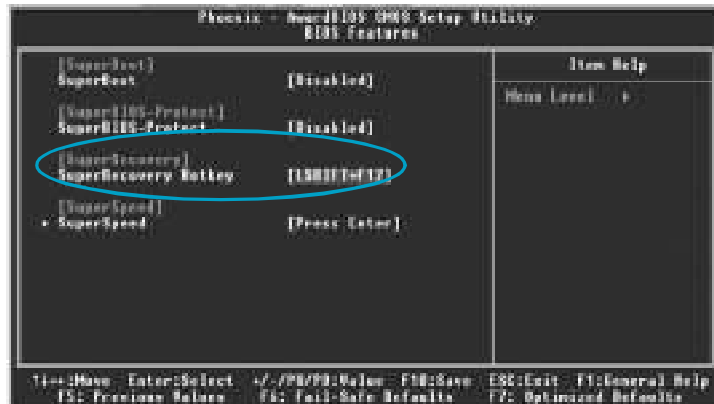 Phoenix - AwardBIOS CMOS Setup Utility
BIOS Features
[SuperBoot]
SuperBoot [Disabled]
[SuperBIOS-Protect]
SuperBIOS-Protect [Disabled]
[SuperRecovery]
SuperRecovery Hotkey [LSHIFT+F12]
[SuperSpeed]
SuperSpeed [Press Enter]
Item Help
Menu Level
↑↓←→:Move Enter:Select +/-/PU/PD:Value F10:Save ESC:Exit F1:General Help
F5: Previous Values F6: Fail-Safe Defaults F7: Optimized Defaults